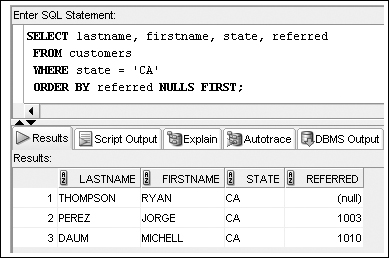 Enter SQL Statement:
SELECT lastname, firstname, state, referred
FROM customers
WHERE state = 'CA'
ORDER BY referred NULLS FIRST;
Results Script Output Explain Autotrace DBMS Output
Results:
LASTNAME FIRSTNAME STATE REFERRED
1 THOMPSON RYAN CA (null)
2 PEREZ JORGE CA 1003
3 DAUM MICHELL CA 1010